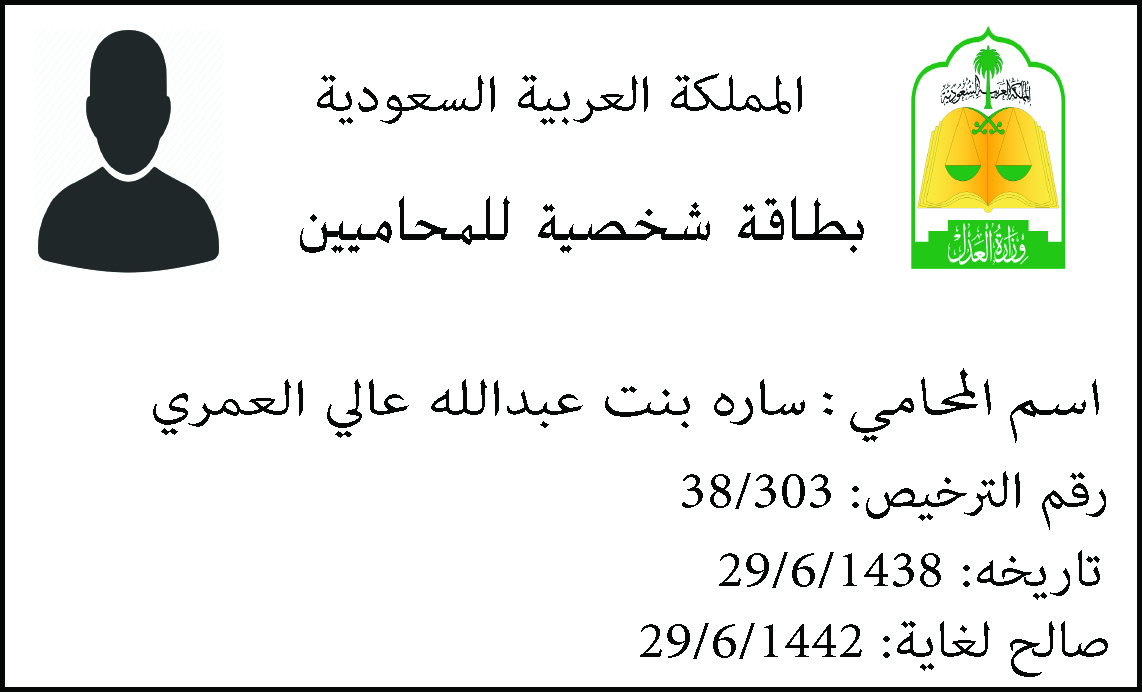 المملكة العربية السعودية
وزارة العدل
المملكة العربية السعودية
بطاقة شخصية للمحاميين
اسم المحامي : ساره بنت عبدالله عالي العمري
رقم الترخيص: 38/303
تاريخه: 29/6/1438
صالح لغاية: 29/6/1442